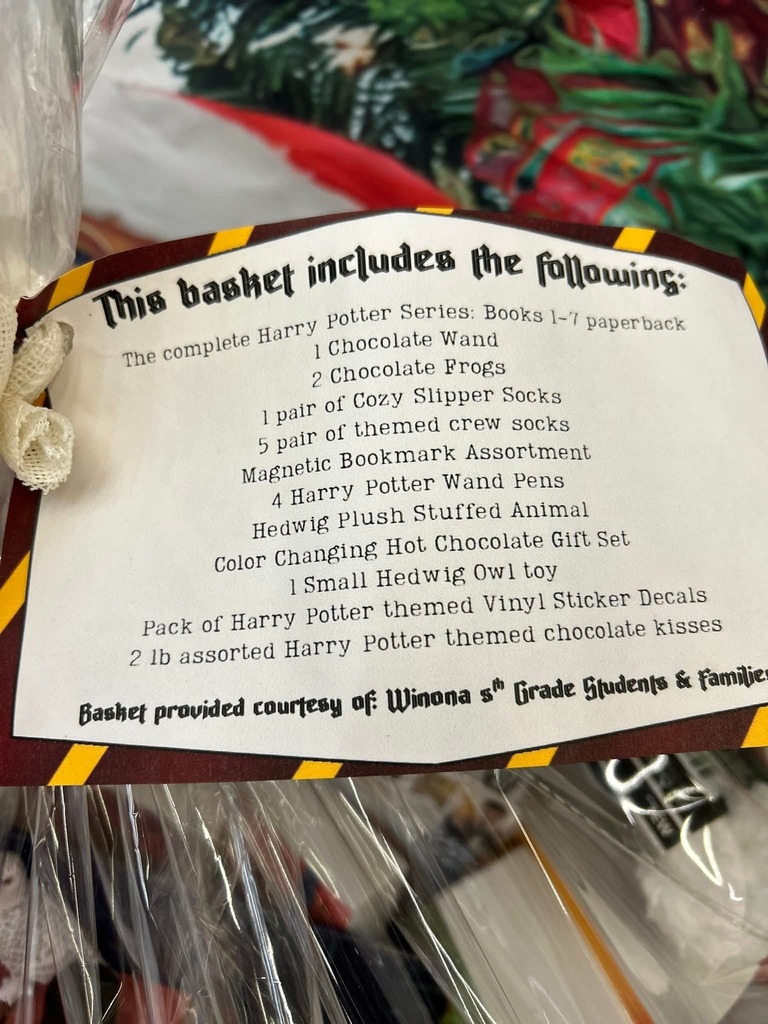 This basket includes the following:
The complete Harry Potter Series: Books 1-7 paperback
1 Chocolate Wand
2 Chocolate Frogs
1 pair of Cozy Slipper Socks
5 pair of themed crew socks
Magnetic Bookmark Assortment
4 Harry Potter Wand Pens
Hedwig Plush Stuffed Animal
Color Changing Hot Chocolate Gift Set
1 Small Hedwig Owl toy
Pack of Harry Potter themed Vinyl Sticker Decals
2 lb assorted Harry Potter themed chocolate kisses
Basket provided courtesy of: Winona 5th Grade Students & Families